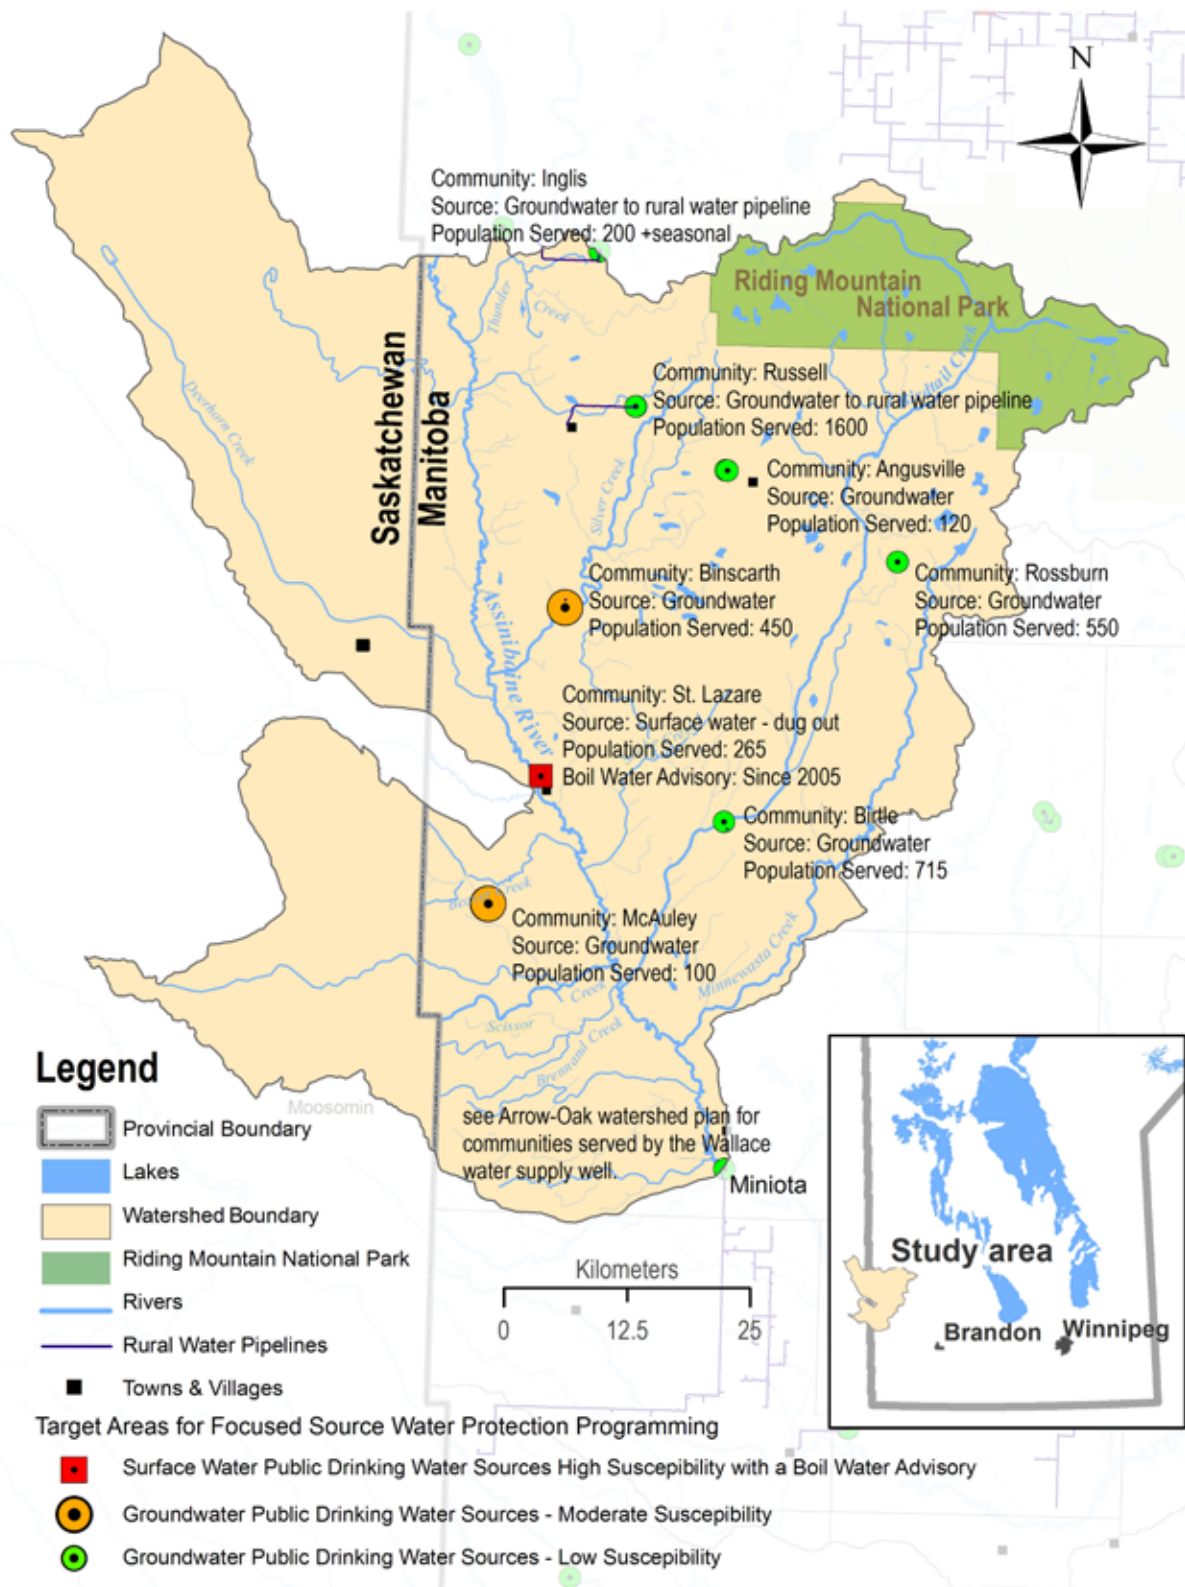 N
Community: Inglis
Source: Groundwater to rural water pipeline
Population Served: 200 +seasonal
Riding Mountain
National Park
Thunder
Creek
Saskatchewan
Manitoba
Deerhorn Creek
Community: Russell
Source: Groundwater to rural water pipeline
Population Served: 1600
Community: Angusville
Source: Groundwater
Population Served: 120
Silver Creek
Community: Binscarth
Source: Groundwater
Population Served: 450
Community: Rossburn
Source: Groundwater
Population Served: 550
Assiniboine River
Community: St. Lazare
Source: Surface water - dug out
Population Served: 265
Boil Water Advisory: Since 2005
Community: Birtle
Source: Groundwater
Population Served: 715
Creek
Community: McAuley
Source: Groundwater
Population Served: 100
Minnewasta Creek
Scissor
Creek
Brennand Creek
Moosomin
see Arrow-Oak watershed plan for
communities served by the Wallace
water supply well.
Miniota
Kilometers
0 12.5 25
Study area
Brandon
Winnipeg
Legend
Provincial Boundary
Lakes
Watershed Boundary
Riding Mountain National Park
Rivers
Rural Water Pipelines
Towns & Villages
Target Areas for Focused Source Water Protection Programming
Surface Water Public Drinking Water Sources High Suscepibility with a Boil Water Advisory
Groundwater Public Drinking Water Sources - Moderate Suscepibility
Groundwater Public Drinking Water Sources - Low Suscepibility